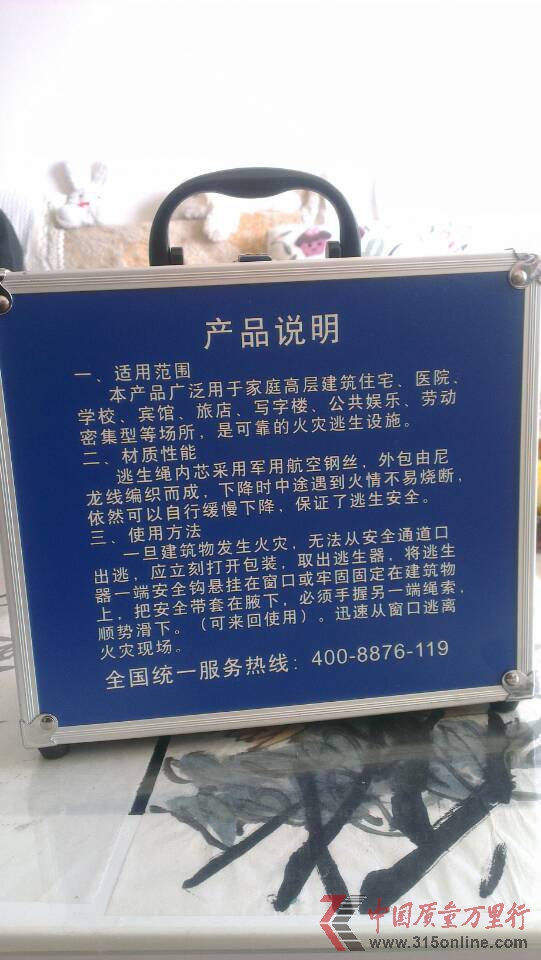 产品说明
一、适用范围
本产品广泛用于家庭高层建筑住宅、医院、
学校、宾馆、旅店、写字楼、公共娱乐、劳动
密集型等场所，是可靠的火灾逃生设施。
二、材质性能
逃生绳内芯采用军用航空钢丝，外包由尼
龙线编织而成，下降时中途遇到火情不易烧断，
依然可以自行缓慢下降，保证了逃生安全。
三、使用方法
一旦建筑物发生火灾，无法从安全通道口
出逃，应立刻打开包装，取出逃生器，将逃生
器一端安全钩悬挂在窗口或牢固固定在建筑物
上，把安全带套在腋下，必须手握另一端绳索，
顺势滑下。（可来回使用）。迅速从窗口逃离
火灾现场。
全国统一服务热线：400-8876-119
中国质量万里行
www.315online.com